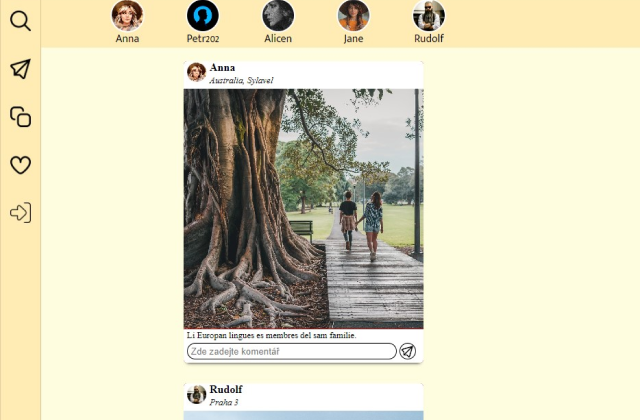 Anna
Petr202
Alicen
Jane
Rudolf
Anna
Australia, Sylavel
Li Europan lingues es membres del sam familie.
Zde zadejte komentář
Rudolf
Praha 3